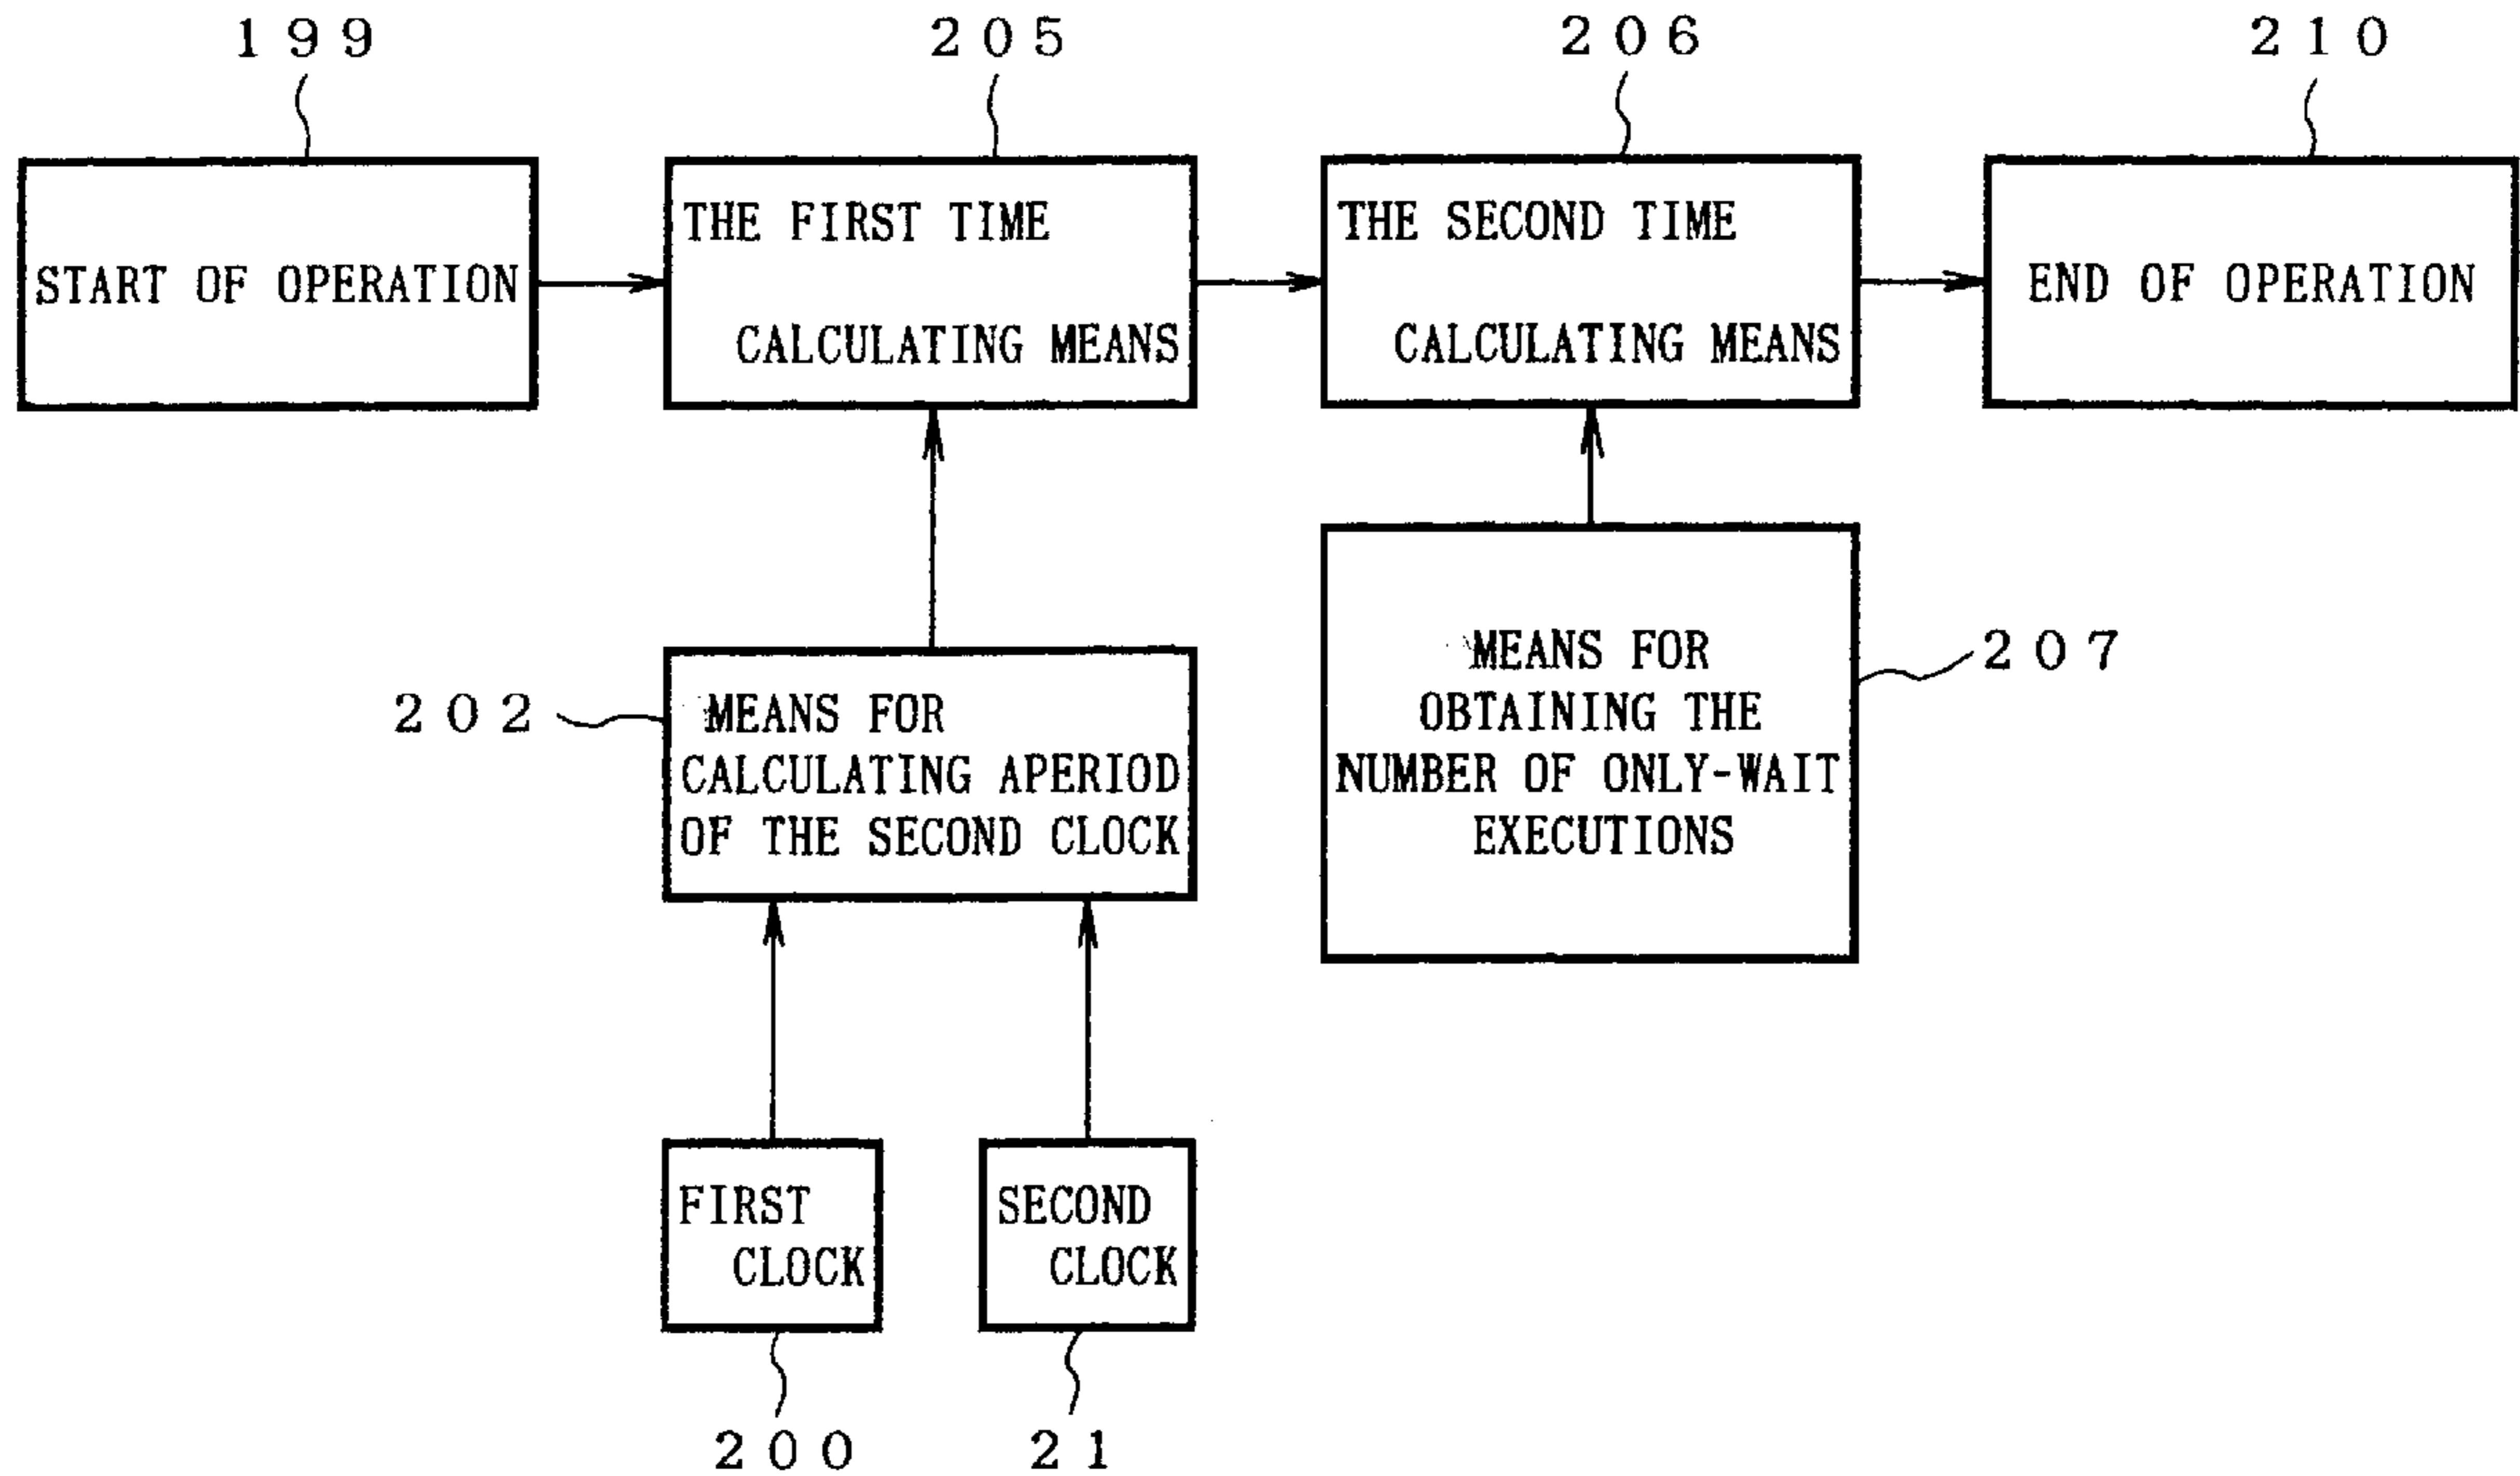 199
205
206
210
START OF OPERATION
THE FIRST TIME
CALCULATING MEANS
THE SECOND TIME
CALCULATING MEANS
END OF OPERATION
202
MEANS FOR
CALCULATING APERIOD
OF THE SECOND CLOCK
MEANS FOR
OBTAINING THE
NUMBER OF ONLY-WAIT
EXECUTIONS
207
FIRST
CLOCK
SECOND
CLOCK
200
21